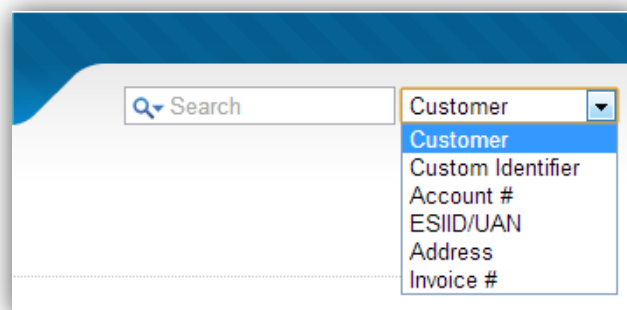 Search
Customer
Customer
Custom Identifier
Account #
ESIID/UAN
Address
Invoice #